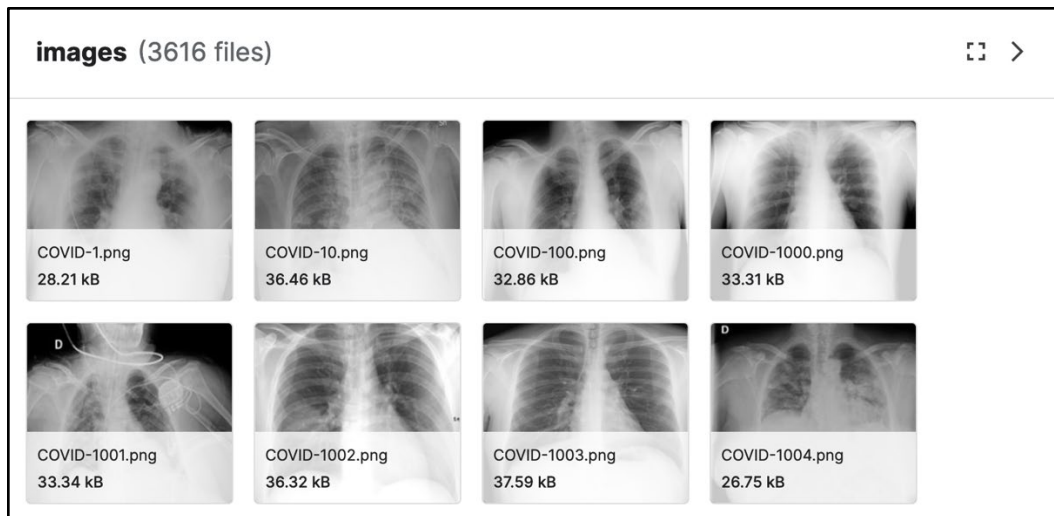 images (3616 files)
COVID-1.png
28.21 kB
COVID-10.png
36.46 kB
COVID-100.png
32.86 kB
COVID-1000.png
33.31 kB
D
COVID-1001.png
33.34 kB
COVID-1002.png
36.32 kB
COVID-1003.png
37.59 kB
D
COVID-1004.png
26.75 kB